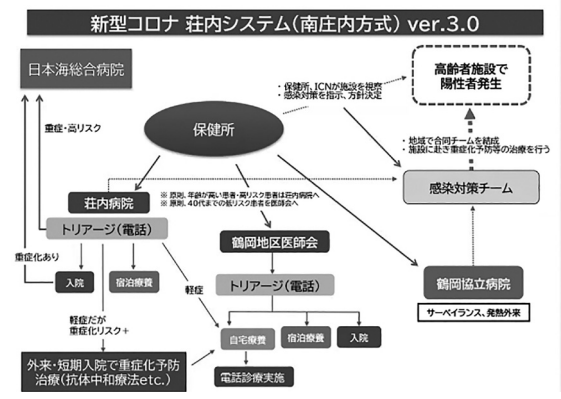 新型コロナ 荘内システム(南庄内方式) ver.3.0
日本海総合病院
高齢者施設で
陽性者発生
・保健所、ICNが施設を視察
・感染対策を指示、方針決定
重症・高リスク
保健所
・地域で合同チームを結成
・施設に赴き重症化予防等の治療を行う
感染対策チーム
※ 原則、年齢が高い患者・高リスク患者は荘内病院へ
※ 原則、40代までの低リスク患者を医師会へ
荘内病院
トリアージ(電話)
鶴岡地区医師会
重症化あり
入院
宿泊療養
軽症
トリアージ(電話)
鶴岡協立病院
サーベイランス、発熱外来
軽症だが
重症化リスク+
自宅療養
宿泊療養
入院
外来・短期入院で重症化予防
治療(抗体中和療法etc.)
電話診療実施